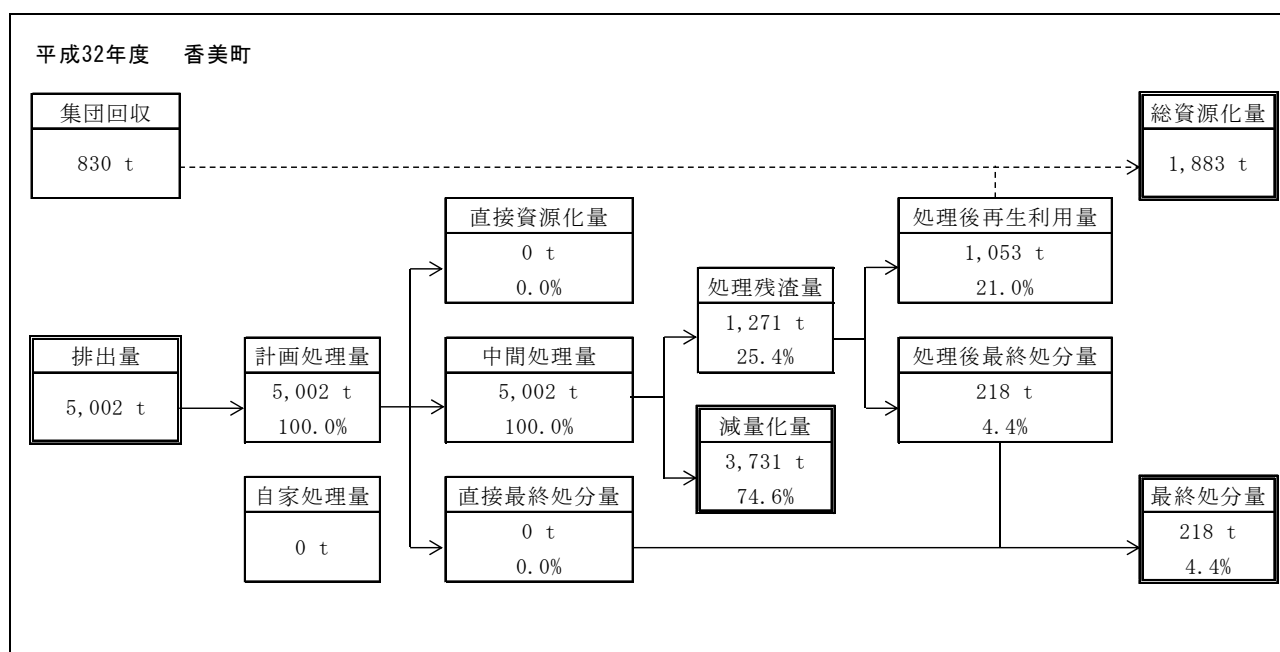 平成32年度 香美町
集団回収
830 t
総資源化量
1,883 t
直接資源化量
0 t
0.0%
処理後再生利用量
1,053 t
21.0%
処理残渣量
1,271 t
25.4%
排出量
5,002 t
計画処理量
5,002 t
100.0%
中間処理量
5,002 t
100.0%
処理後最終処分量
218 t
4.4%
減量化量
3,731 t
74.6%
自家処理量
0 t
直接最終処分量
0 t
0.0%
最終処分量
218 t
4.4%